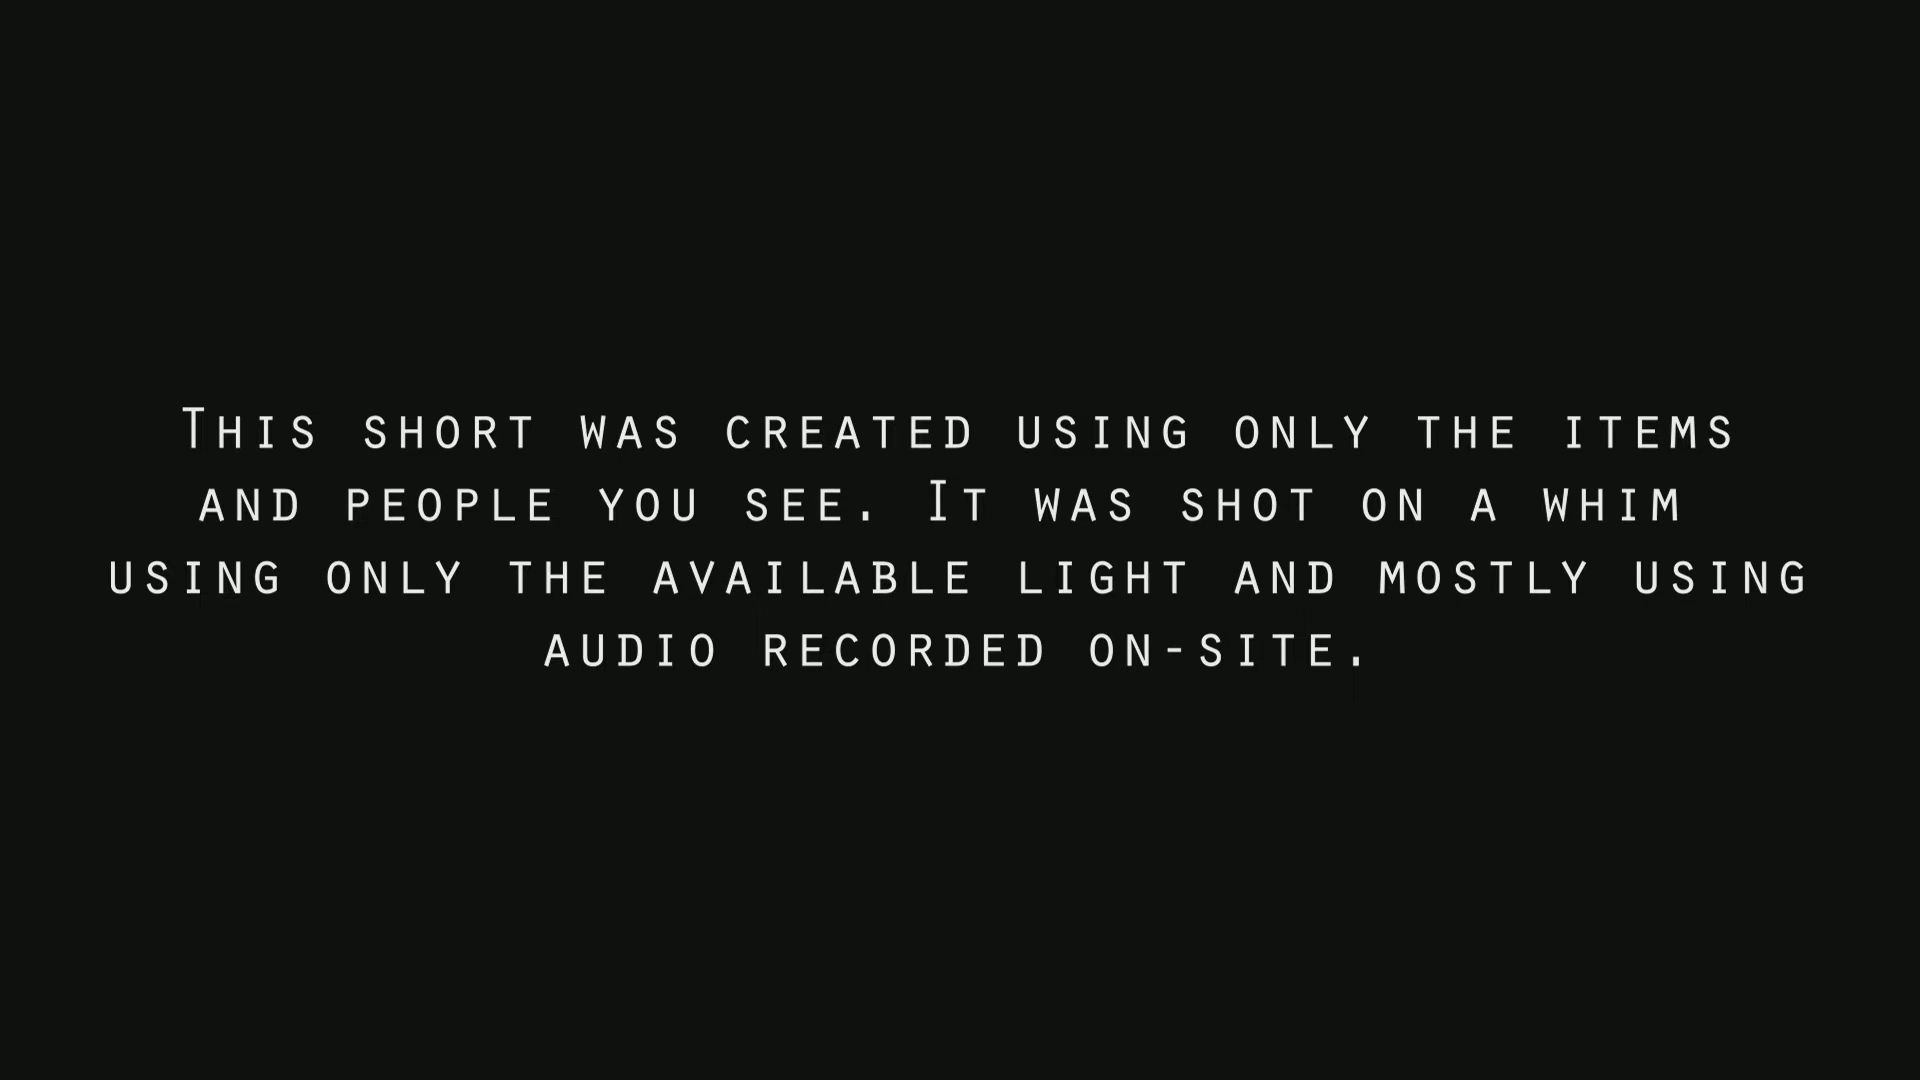 This short was created using only the items
and people you see. It was shot on a whim
using only the available light and mostly using
audio recorded on-site.